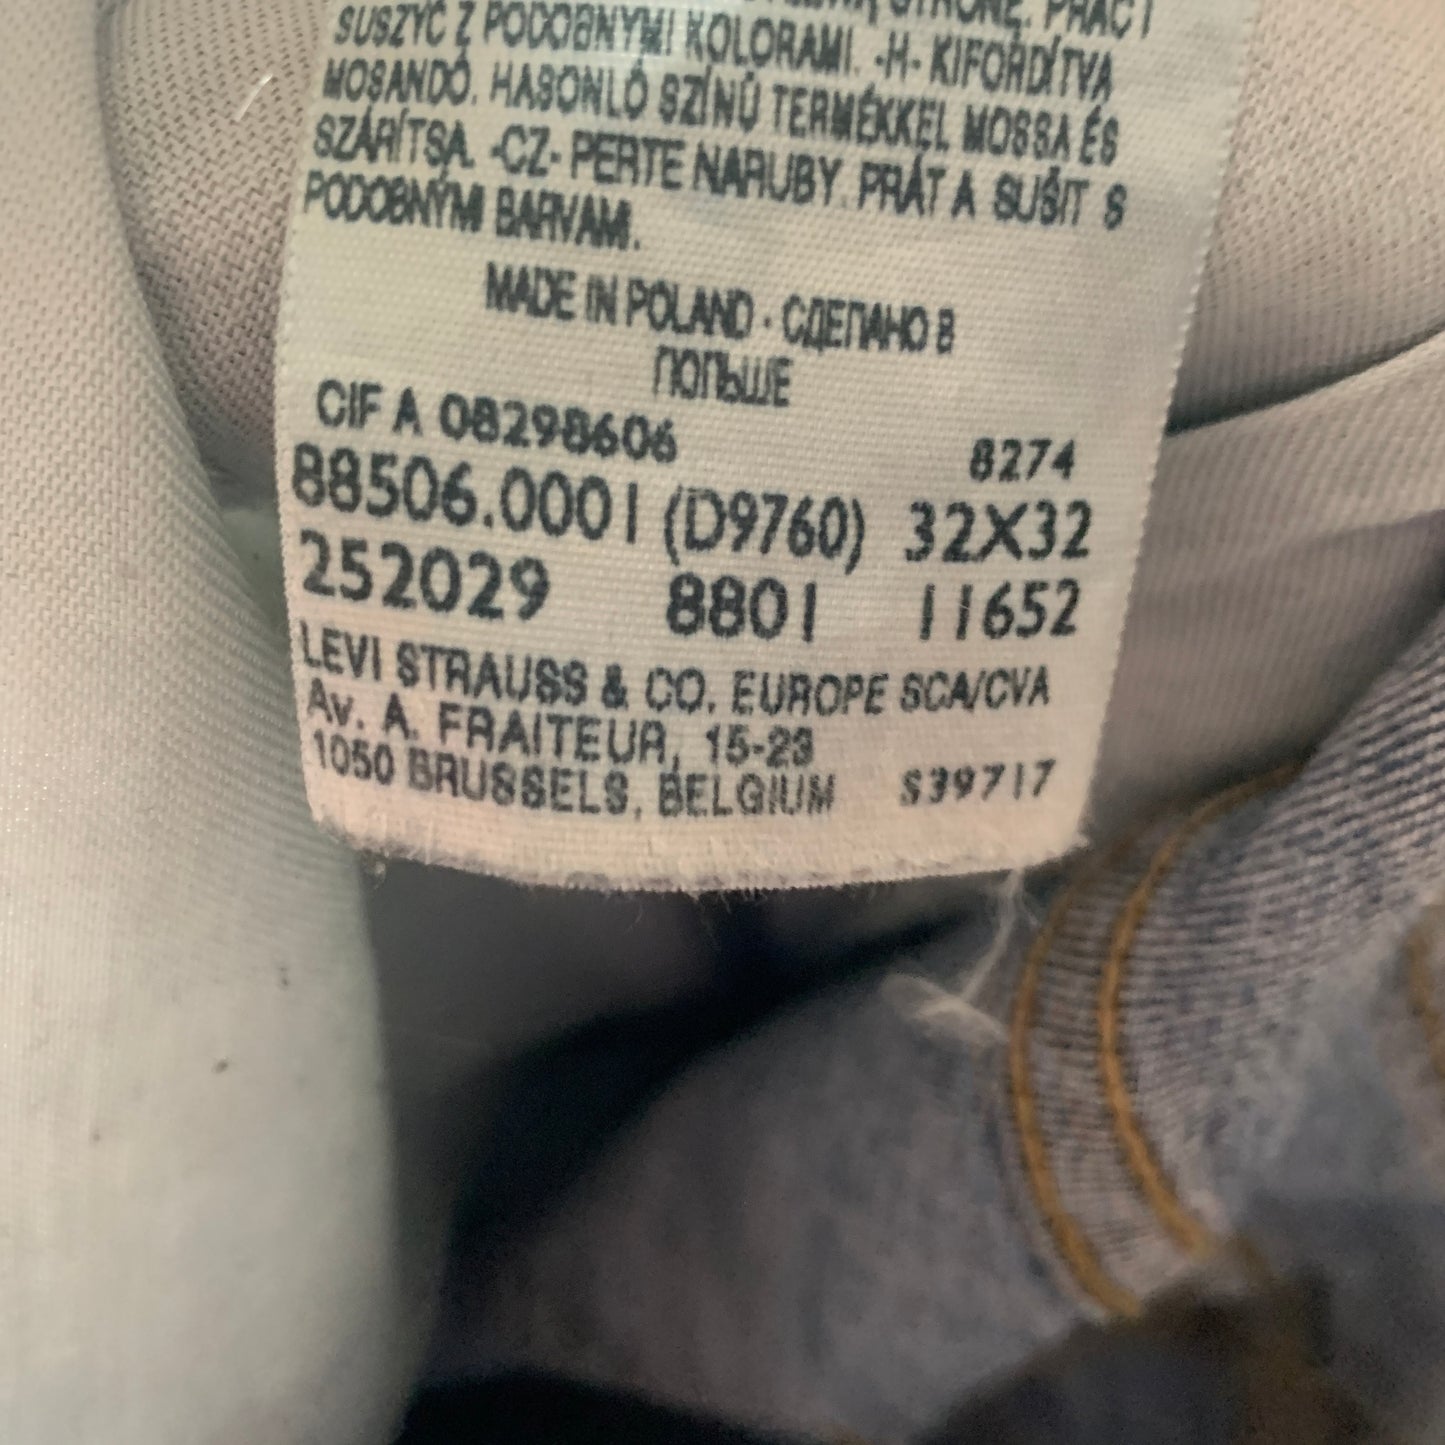 STRONĘ. PRAĆ I
SUSZYĆ Z PODOBNYMI KOLORAMI. -H- KIFORDÍTVA
MOSANDÓ. HASONLÓ SZÍNŰ TERMÉKKEL MOSSA ÉS
SZÁRÍTSA. -CZ- PERTE NARUBY. PRÁT A SUŠIT S
PODOBNÝMI BARVAMI.
MADE IN POLAND · СДЕЛАНО В
ПОЛЬШЕ
CIF A 08298606
8274
88506.0001 (D9760) 32X32
252029 8801 11652
LEVI STRAUSS & CO. EUROPE SCA/CVA
Av. A. FRAITEUR, 15-23
1050 BRUSSELS, BELGIUM S39717